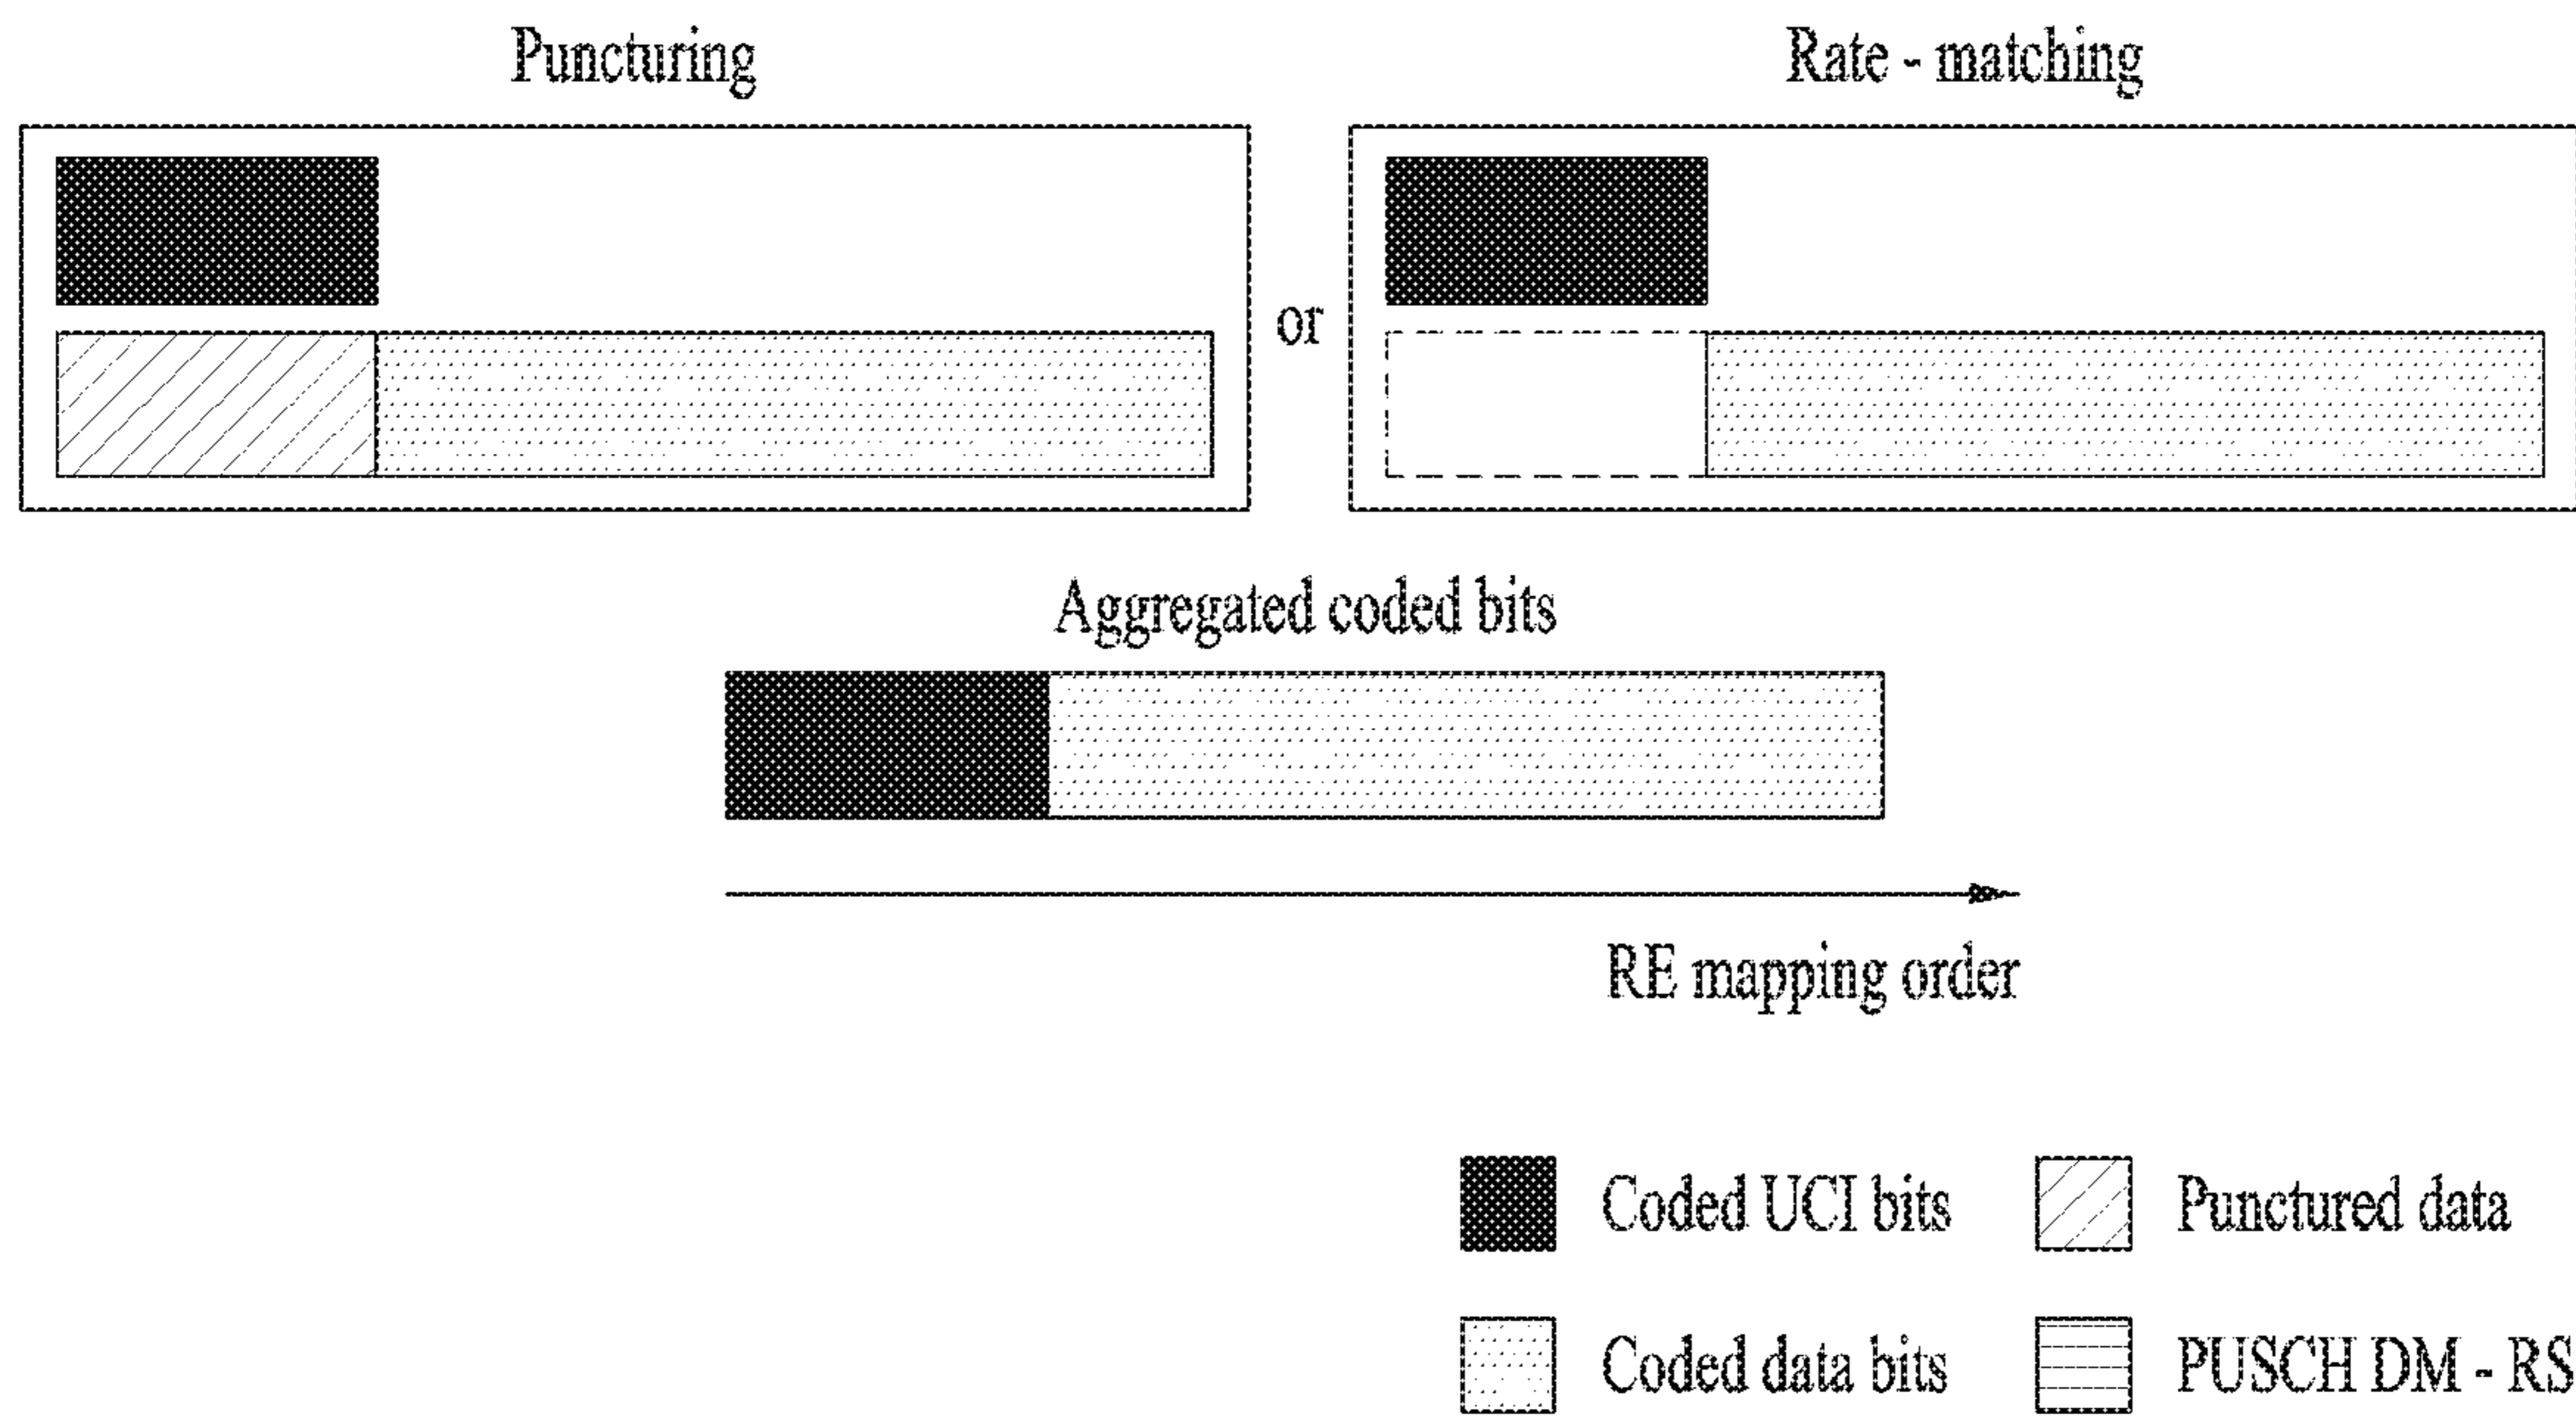 Puncturing
Rate - matching
or
Aggregated coded bits
RE mapping order
Coded UCI bits
Punctured data
Coded data bits
PUSCH DM - RS